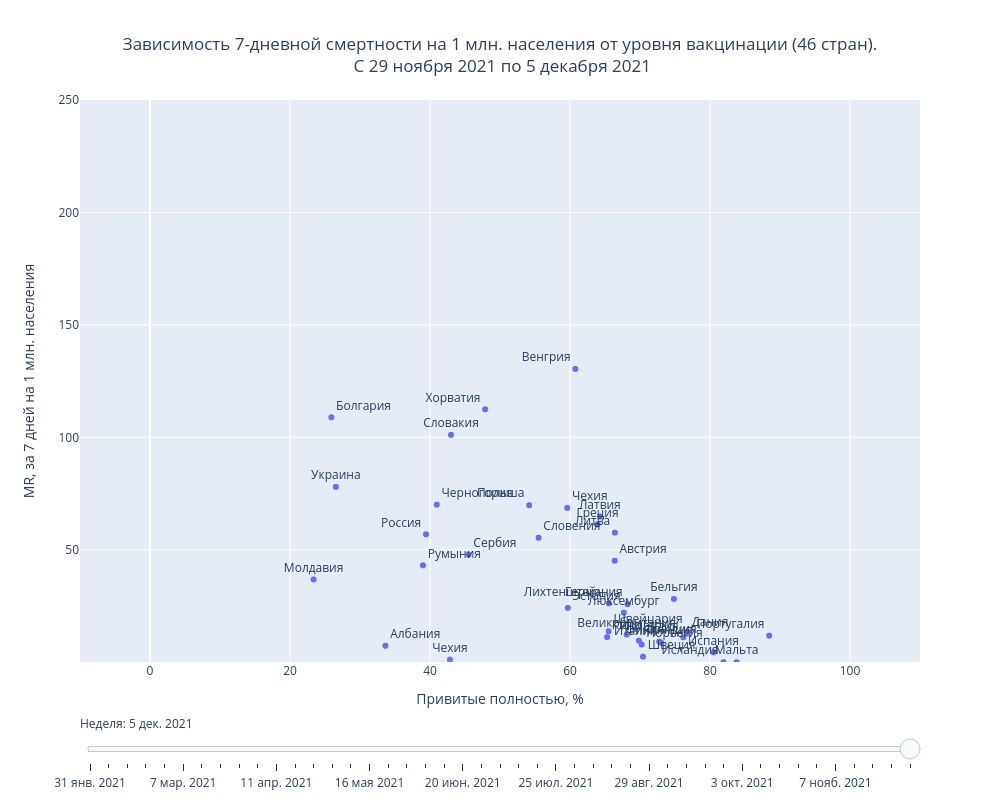 Зависимость 7-дневной смертности на 1 млн. населения от уровня вакцинации (46 стран).
С 29 ноября 2021 по 5 декабря 2021
MR, за 7 дней на 1 млн. населения
250
200
150
100
50
Венгрия
Хорватия
Болгария
Словакия
Украина
Черногория
Польша
Чехия
Латвия
Греция
Литва
Россия
Словения
Сербия
Румыния
Австрия
Молдавия
Бельгия
Лихтенштейн
Германия
Эстония
Люксембург
Швейцария
Дания
Португалия
Норвегия
Албания
Испания
Чехия
Швеция
Исландия
Мальта
0 20 40 60 80 100
Привитые полностью, %
Неделя: 5 дек. 2021
31 янв. 2021 7 мар. 2021 11 апр. 2021 16 мая 2021 20 июн. 2021 25 июл. 2021 29 авг. 2021 3 окт. 2021 7 нояб. 2021